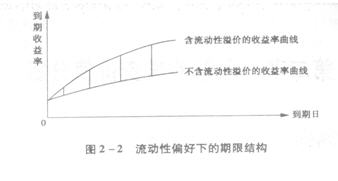 到期收益率
含流动性溢价的收益率曲线
不含流动性溢价的收益率曲线
0
到期日
图2-2 流动性偏好下的期限结构